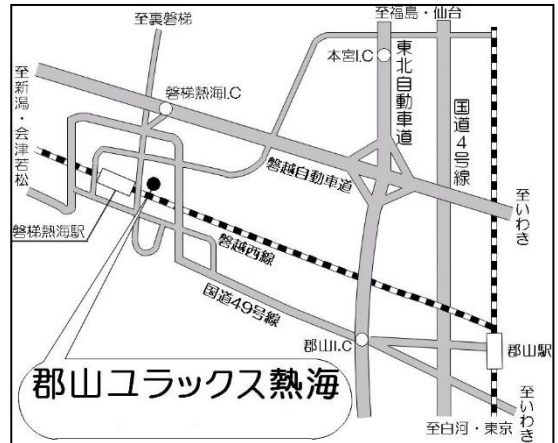 至裏磐梯
至福島・仙台
本宮I.C
東北自動車道
国道4号線
至新潟・会津若松
磐梯熱海I.C
磐越自動車道
至いわき
磐梯熱海駅
磐越西線
国道49号線
郡山I.C
郡山駅
郡山ユラックス熱海
至いわき
至白河・東京